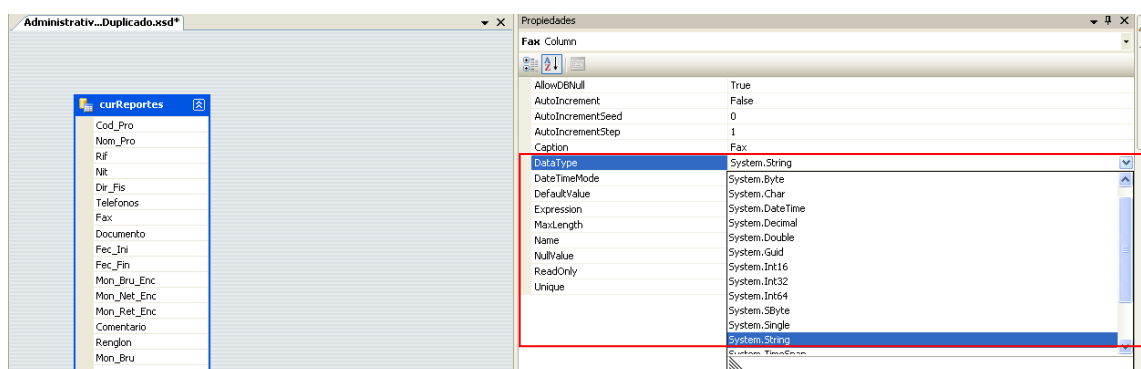 Administrativ...Duplicado.xsd*
curReportes
Cod_Pro
Nom_Pro
Rif
Nit
Dir_Fis
Telefonos
Fax
Documento
Fec_Ini
Fec_Fin
Mon_Bru_Enc
Mon_Net_Enc
Mon_Ret_Enc
Comentario
Renglon
Mon_Bru
Propiedades
Fax Column
AllowDBNull True
AutoIncrement False
AutoIncrementSeed 0
AutoIncrementStep 1
Caption Fax
DataType System.String
DateTimeMode System.Byte
DefaultValue System.Char
Expression System.DateTime
MaxLength System.Decimal
Name System.Double
NullValue System.Guid
ReadOnly System.Int16
Unique System.Int32
System.Int64
System.SByte
System.Single
System.String
System.TimeSpan